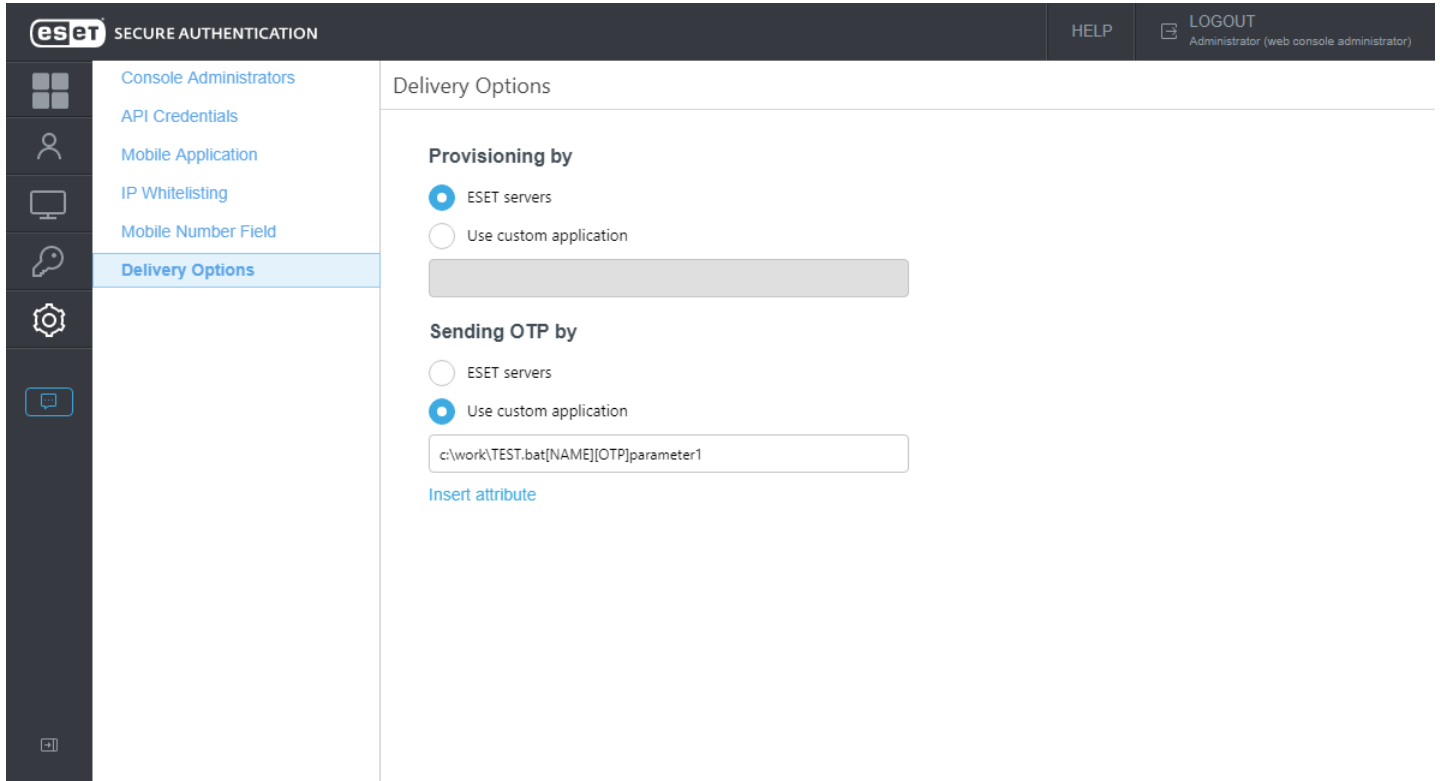 eseT SECURE AUTHENTICATION
HELP
LOGOUT
Administrator (web console administrator)
Console Administrators
API Credentials
Mobile Application
IP Whitelisting
Mobile Number Field
Delivery Options
Delivery Options
Provisioning by
ESET servers
Use custom application
Sending OTP by
ESET servers
Use custom application
c:\work\TEST.bat[NAME][OTP]parameter1
Insert attribute